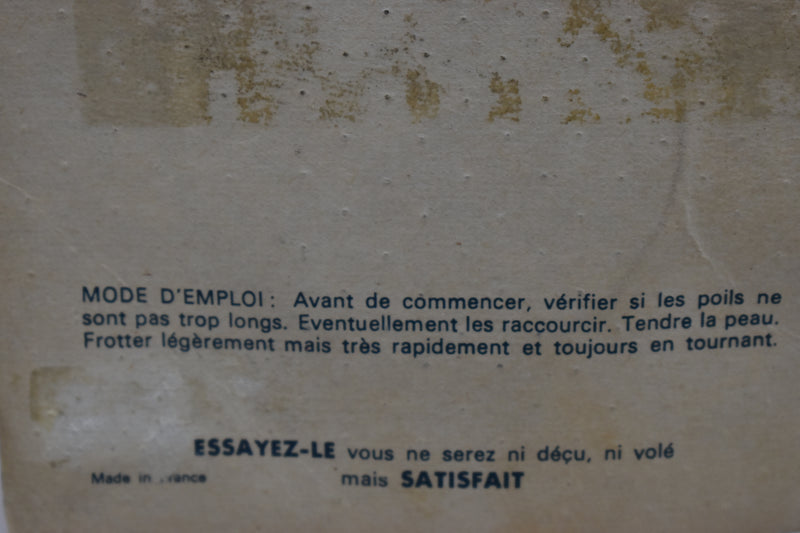 MODE D'EMPLOI : Avant de commencer, vérifier si les poils ne
sont pas trop longs. Eventuellement les raccourcir. Tendre la peau.
Frotter légèrement mais très rapidement et toujours en tournant.
ESSAYEZ-LE vous ne serez ni déçu, ni volé
mais SATISFAIT
Made in France